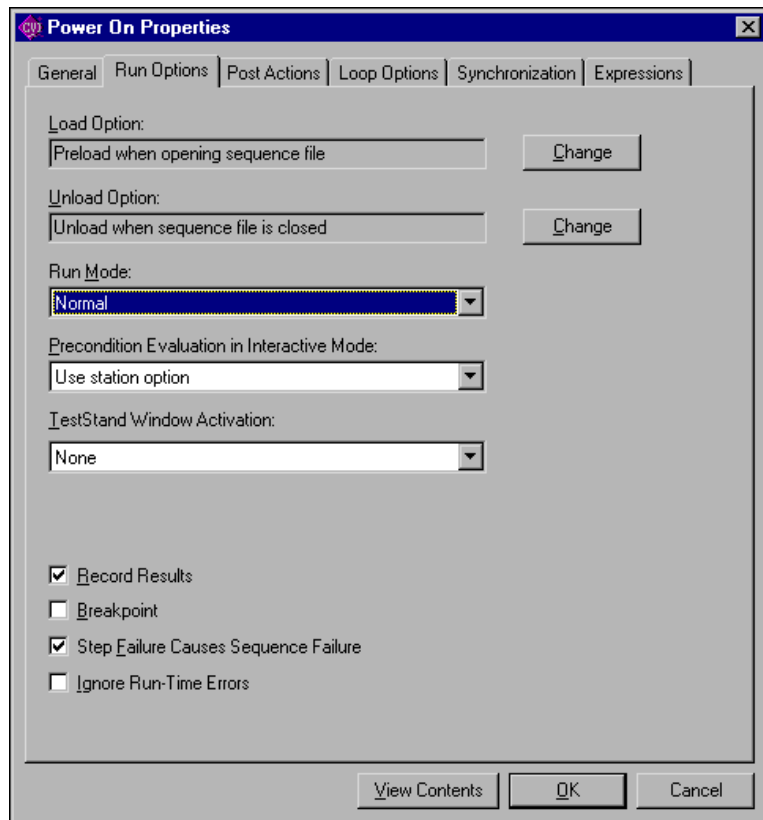 CVI Power On Properties
General Run Options Post Actions Loop Options Synchronization Expressions
Load Option:
Preload when opening sequence file Change
Unload Option:
Unload when sequence file is closed Change
Run Mode:
Normal
Precondition Evaluation in Interactive Mode:
Use station option
TestStand Window Activation:
None
Record Results
Breakpoint
Step Failure Causes Sequence Failure
Ignore Run-Time Errors
View Contents OK Cancel